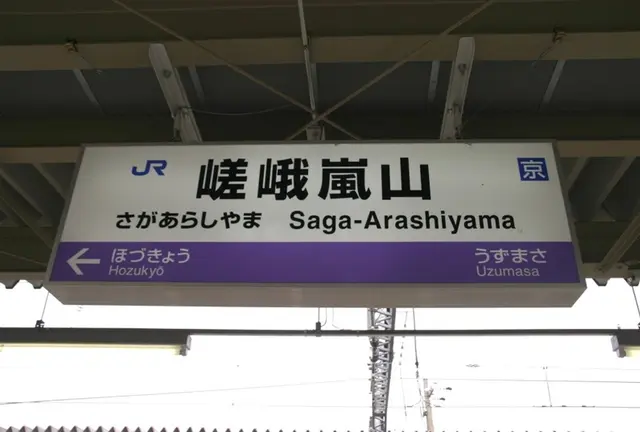 JR 嵯峨嵐山 京
さがあらしやま Saga-Arashiyama
← ほづきょう うずまさ
Hozukyō Uzumasa